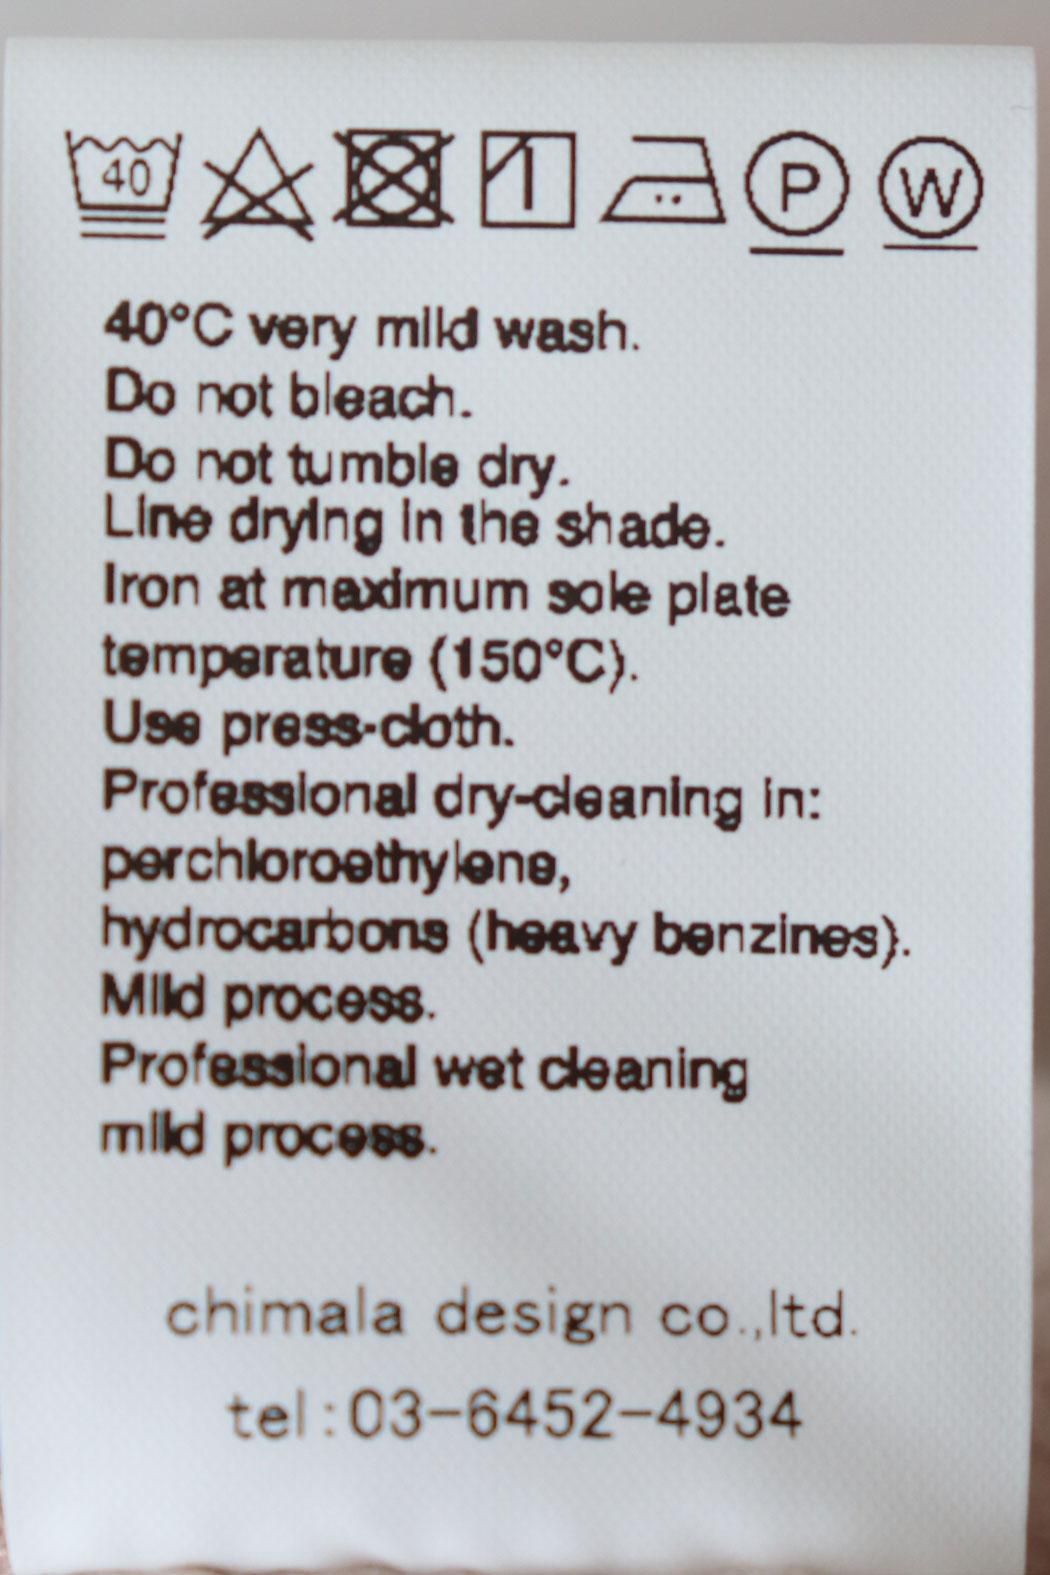 40 P W
40°C very mild wash.
Do not bleach.
Do not tumble dry.
Line drying in the shade.
Iron at maximum sole plate
temperature (150°C).
Use press-cloth.
Professional dry-cleaning in:
perchloroethylene,
hydrocarbons (heavy benzines).
Mild process.
Professional wet cleaning
mild process.
chimala design co.,ltd.
tel:03-6452-4934